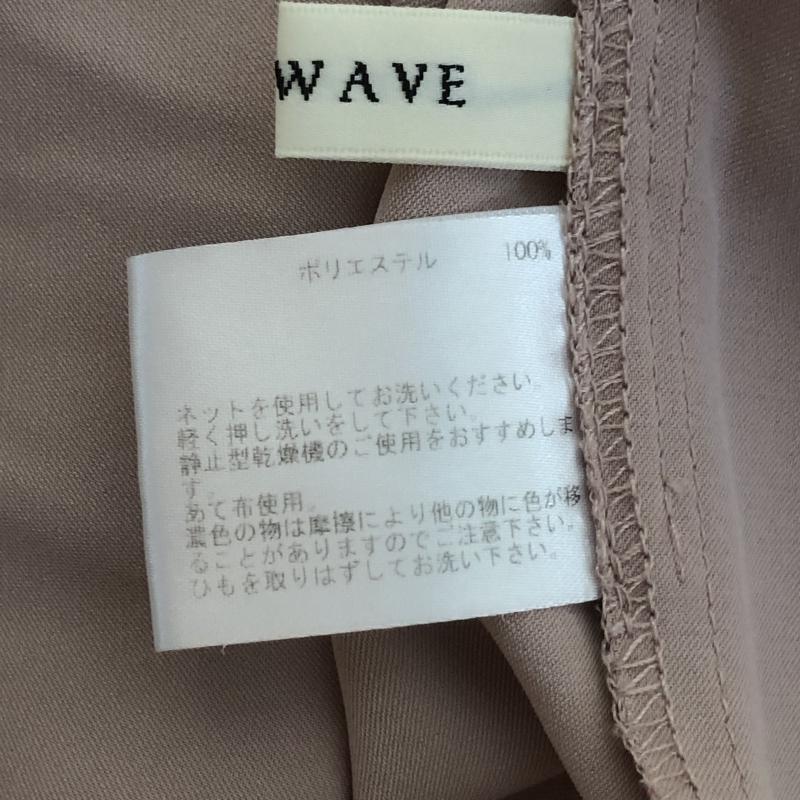 WAVE
ポリエステル 100%
ネットを使用してお洗いください。
軽く押し洗いをして下さい。
静止型乾燥機のご使用をおすすめしま
す。
あて布使用。
濃色の物は摩擦により他の物に色が移
ることがありますのでご注意下さい。
ひもを取りはずしてお洗い下さい。